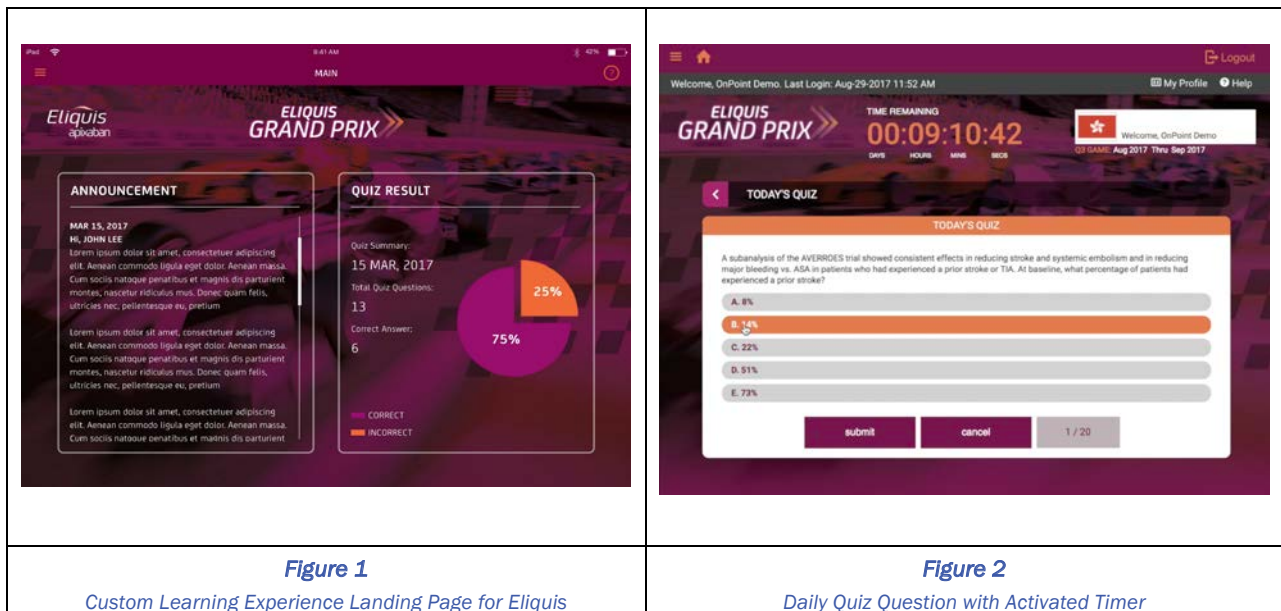 iPad
9:41 AM
42%
MAIN
?
Eliquis
apixaban
ELIQUIS
GRAND PRIX
ANNOUNCEMENT
MAR 15, 2017
HI, JOHN LEE
Lorem ipsum dolor sit amet, consectetuer adipiscing
elit. Aenean commodo ligula eget dolor. Aenean massa.
Cum sociis natoque penatibus et magnis dis parturient
montes, nascetur ridiculus mus. Donec quam felis,
ultricies nec, pellentesque eu, pretium
Lorem ipsum dolor sit amet, consectetuer adipiscing
elit. Aenean commodo ligula eget dolor. Aenean massa.
Cum sociis natoque penatibus et magnis dis parturient
montes, nascetur ridiculus mus. Donec quam felis,
ultricies nec, pellentesque eu, pretium
Lorem ipsum dolor sit amet, consectetuer adipiscing
elit. Aenean commodo ligula eget dolor. Aenean massa.
Cum sociis natoque penatibus et magnis dis parturient
QUIZ RESULT
Quiz Summary:
15 MAR, 2017
Total Quiz Questions:
13
Correct Answer:
6
25%
75%
CORRECT
INCORRECT
Figure 1
Custom Learning Experience Landing Page for Eliquis
Logout
Welcome, OnPoint Demo. Last Login: Aug-29-2017 11:52 AM
My Profile
? Help
ELIQUIS
GRAND PRIX
TIME REMAINING
00:09:10:42
DAYS HOURS MINS SECS
Welcome, OnPoint Demo
Q3 GAME: Aug 2017 Thru Sep 2017
TODAY'S QUIZ
TODAY'S QUIZ
A subanalysis of the AVERROES trial showed consistent effects in reducing stroke and systemic embolism and in reducing
major bleeding vs. ASA in patients who had experienced a prior stroke or TIA. At baseline, what percentage of patients had
experienced a prior stroke?
A. 8%
B. 14%
C. 22%
D. 51%
E. 73%
submit
cancel
1 / 20
Figure 2
Daily Quiz Question with Activated Timer